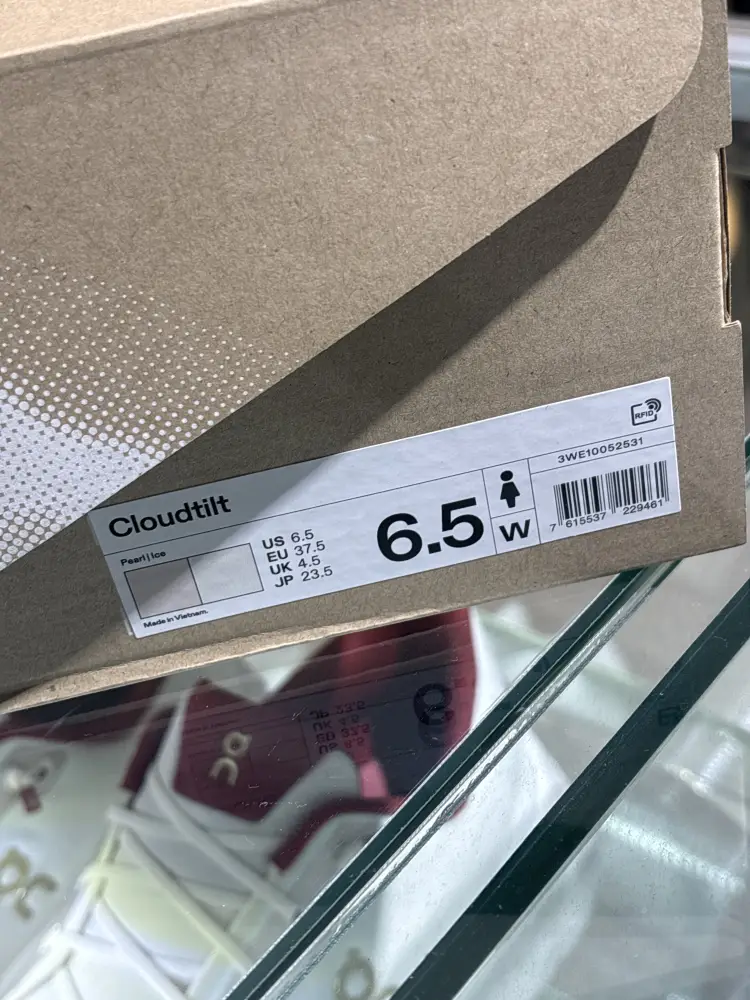 RFID
3WE10052531
Cloudtilt
Pearl|Ice
US 6.5
EU 37.5
UK 4.5
JP 23.5
6.5
W
7 615537 229461
Made in Vietnam.